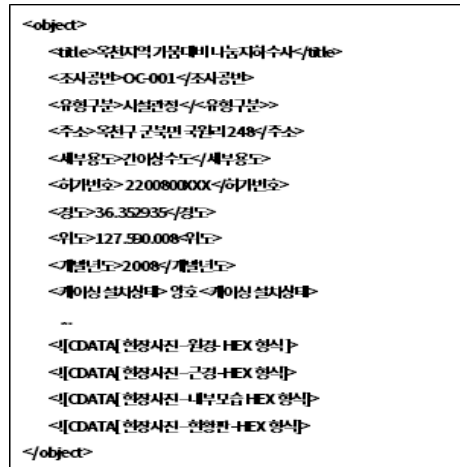 <object>
<title>옥천지역 가뭄대비 나눔지하수사</title>
<조사공번>OC-001</조사공번>
<유형구분>시설관정</<유형구분>>
<주소>옥천구 군북면 국원리 248</주소>
<세부용도>간이상수도</세부용도>
<허가번호>2200800XXX</허가번호>
<경도>36.352935</경도>
<위도>127.590.008<위도>
<개발년도>2008</개발년도>
<케이싱 설치상태> 양호 <케이싱 설치상태>
...
<![CDATA[ 현장사진-원경- HEX 형식 ]>
<![CDATA[ 현장사진-근경-HEX 형식]>
<![CDATA[ 현장사진-내부모습 HEX 형식]>
<![CDATA[ 현장사진-현황판-HEX 형식]>
</object>